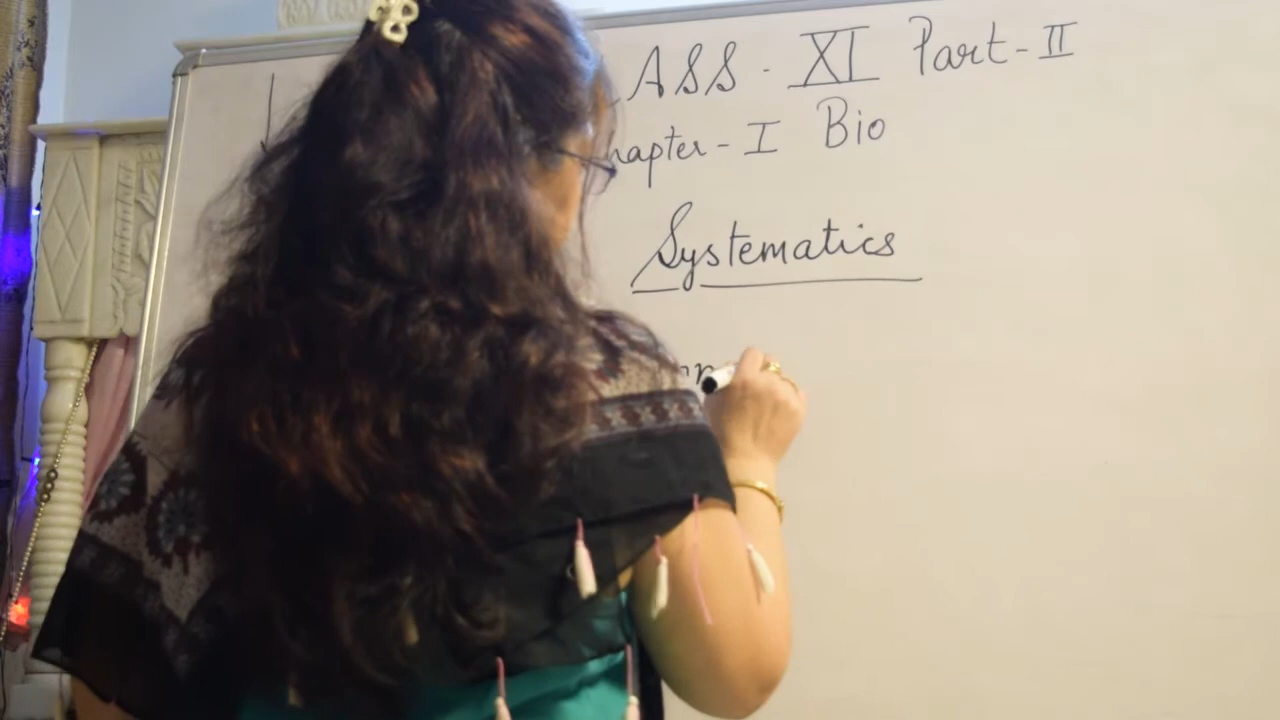 ASS - XI Part - II
hapter - I Bio
Systematics